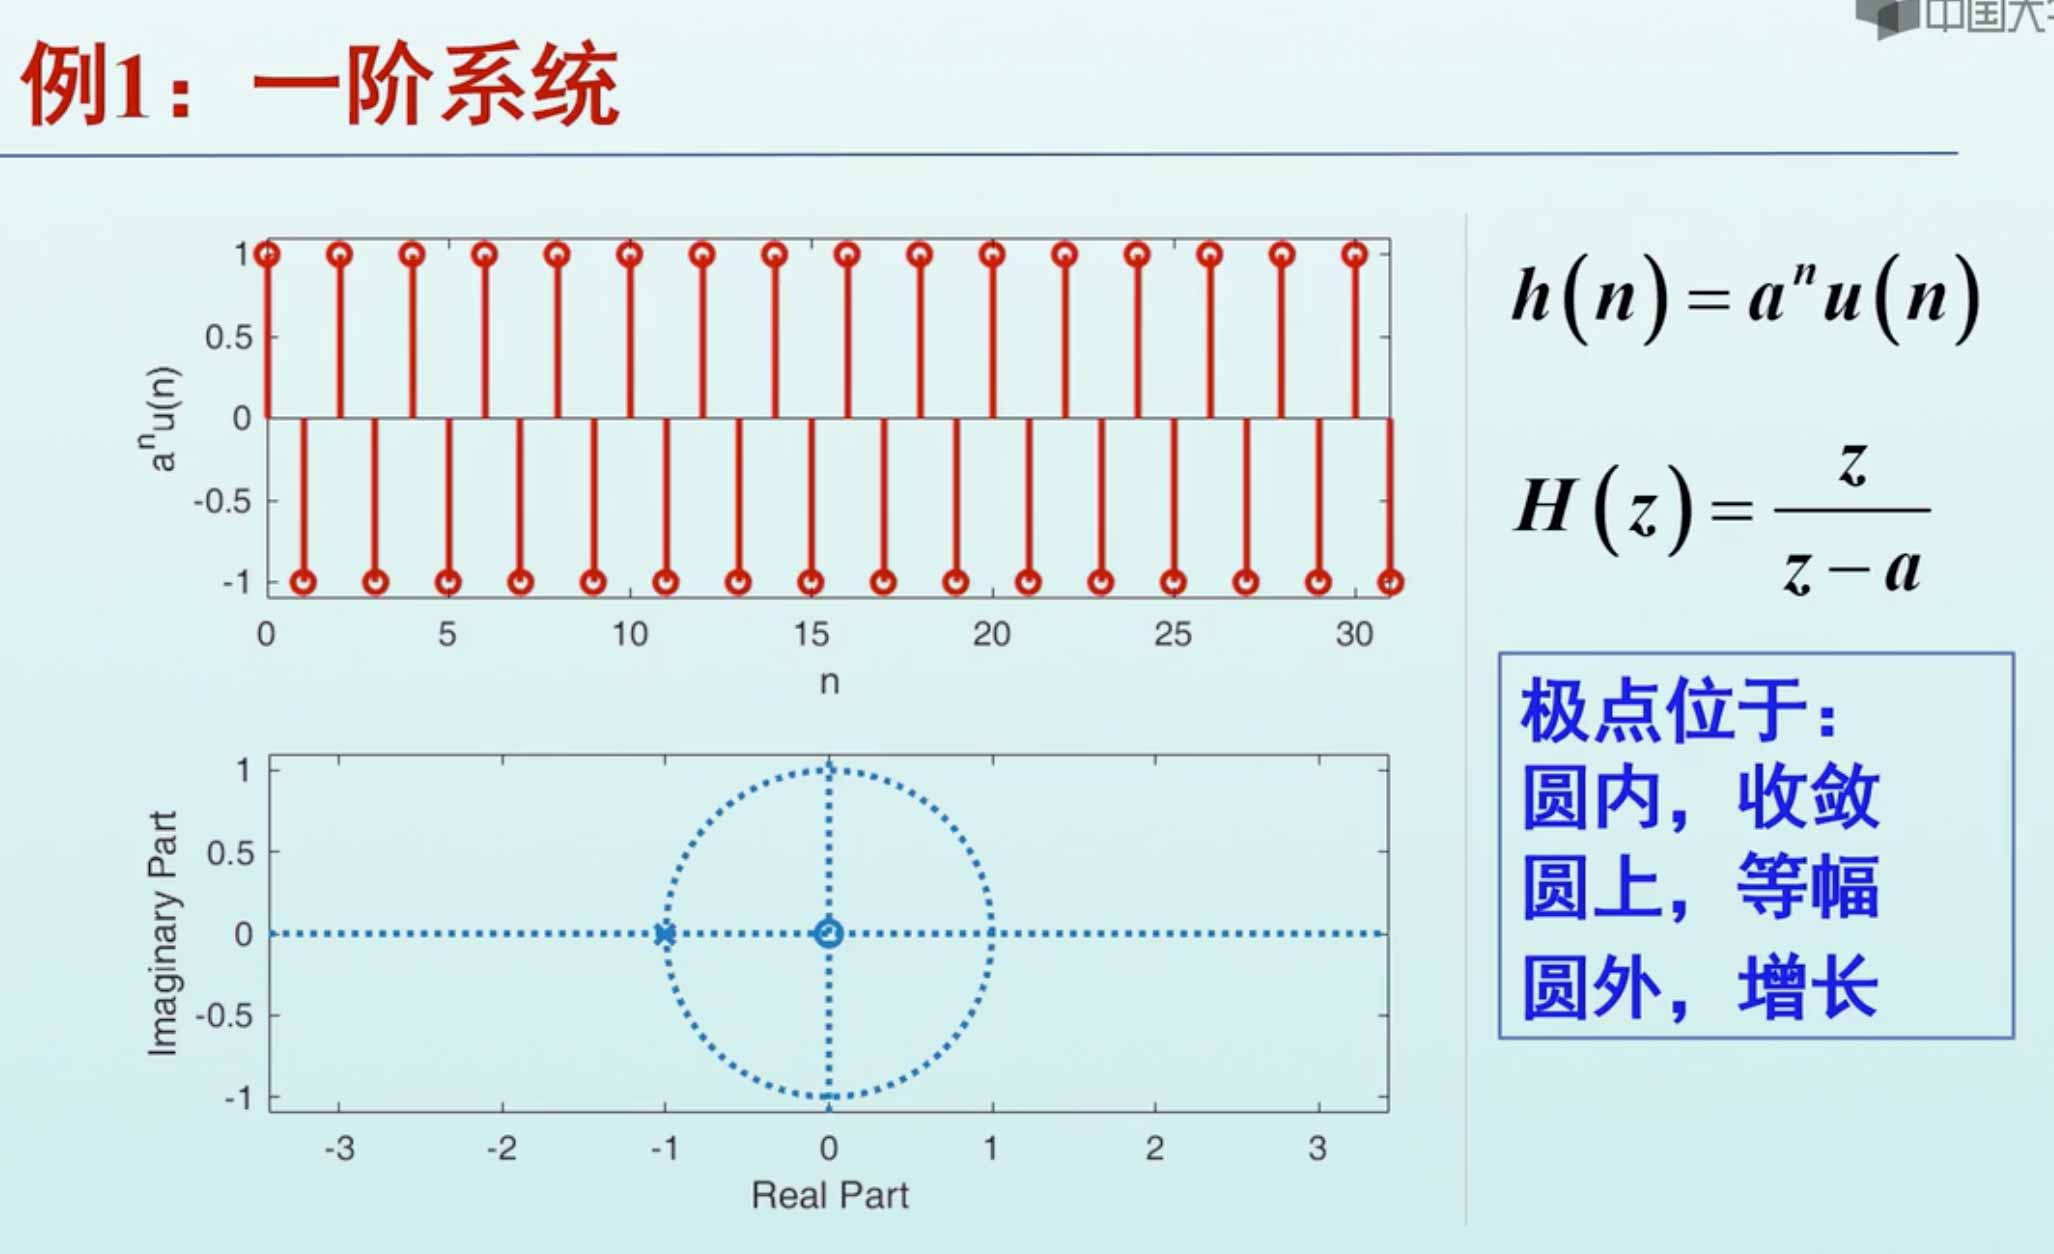 例1：一阶系统
1
0.5
0
-0.5
-1
aⁿu(n)
0 5 10 15 20 25 30
n
h(n)=aⁿu(n)
H(z)=z/(z−a)
极点位于：
圆内，收敛
圆上，等幅
圆外，增长
1
0.5
0
-0.5
-1
Imaginary Part
-3 -2 -1 0 1 2 3
Real Part
中国大